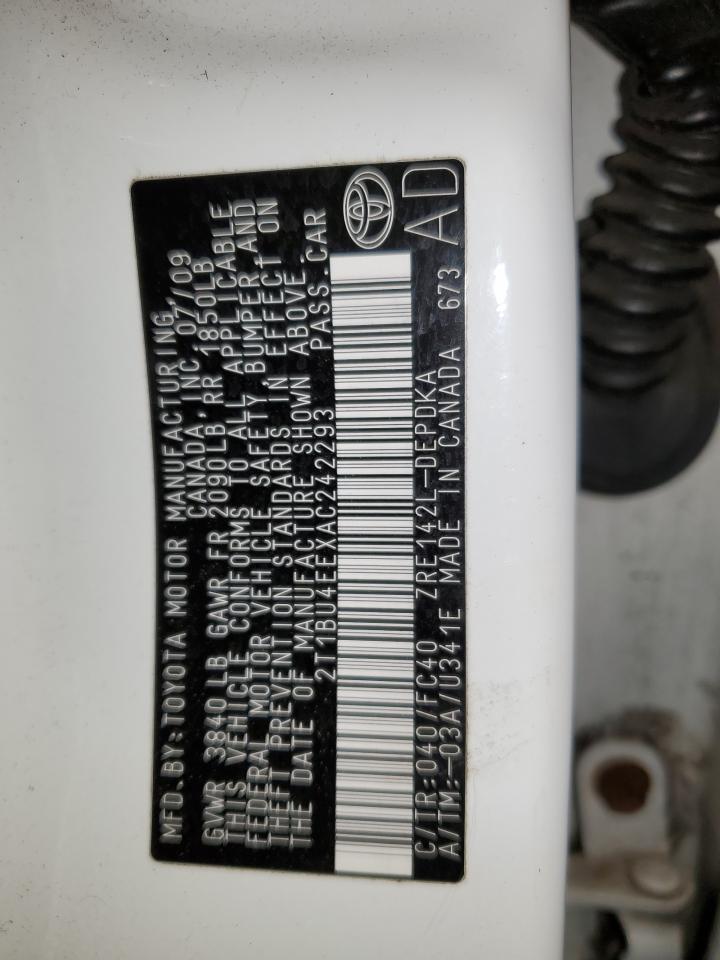 MFD. BY: TOYOTA MOTOR MANUFACTURING,
CANADA, INC 07/09
GVWR 3840LB GAWR FR 2090LB, RR 1850LB
THIS VEHICLE CONFORMS TO ALL APPLICABLE
FEDERAL MOTOR VEHICLE SAFETY, BUMPER, AND
THEFT PREVENTION STANDARDS IN EFFECT ON
THE DATE OF MANUFACTURE SHOWN ABOVE.
2T1BU4EEXAC242293 PASS. CAR
C/TR: 040/FC40 ZRE142L-DEPDKA AD
A/TM: -03A/U341E MADE IN CANADA 673